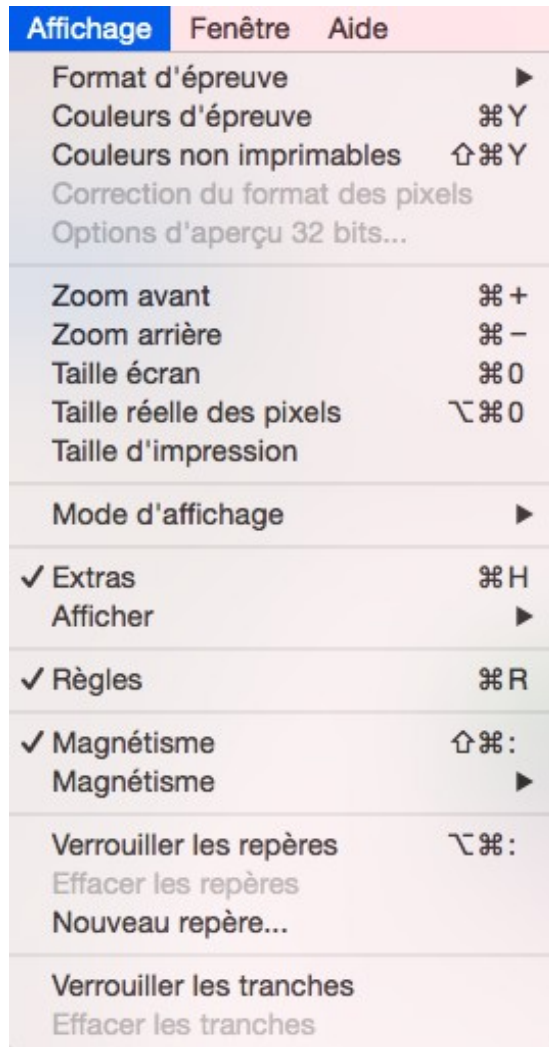 Affichage Fenêtre Aide
Format d'épreuve ▶
Couleurs d'épreuve ⌘Y
Couleurs non imprimables ⇧⌘Y
Correction du format des pixels
Options d'aperçu 32 bits...
Zoom avant ⌘+
Zoom arrière ⌘−
Taille écran ⌘0
Taille réelle des pixels ⌥⌘0
Taille d'impression
Mode d'affichage ▶
✓ Extras ⌘H
Afficher ▶
✓ Règles ⌘R
✓ Magnétisme ⇧⌘:
Magnétisme ▶
Verrouiller les repères ⌥⌘:
Effacer les repères
Nouveau repère...
Verrouiller les tranches
Effacer les tranches